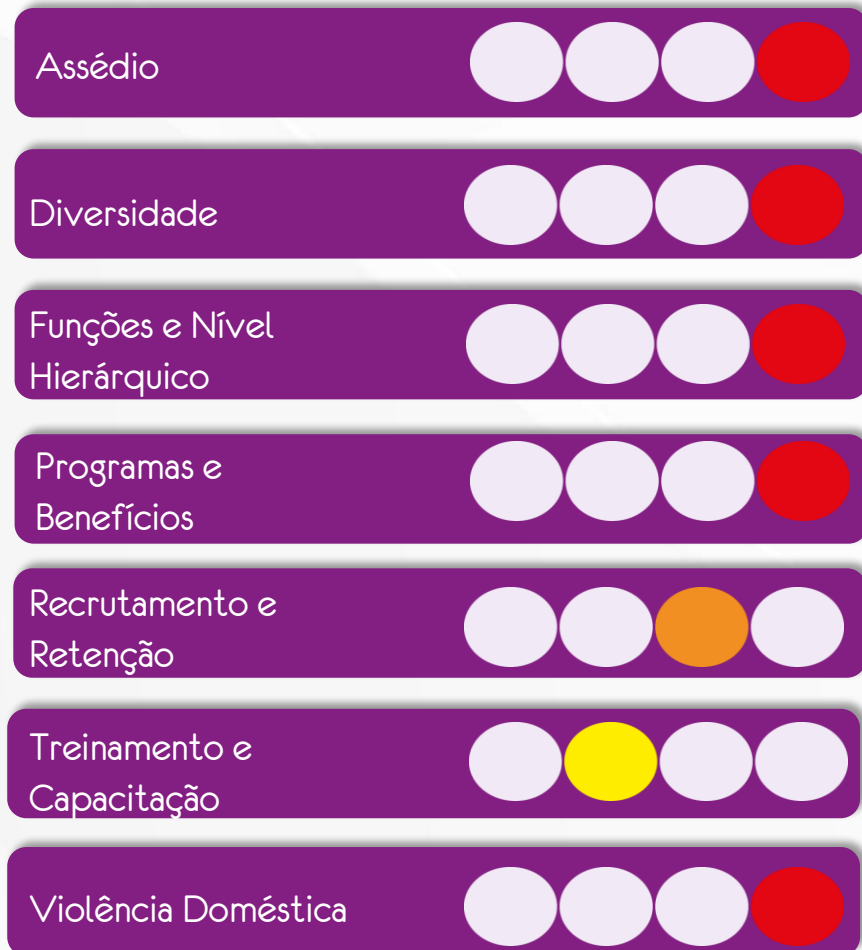 Assédio
Diversidade
Funções e Nível
Hierárquico
Programas e
Benefícios
Recrutamento e
Retenção
Treinamento e
Capacitação
Violência Doméstica